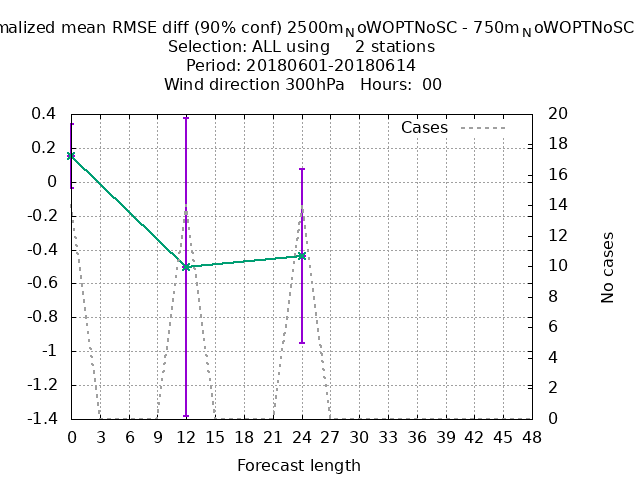 malized mean RMSE diff (90% conf) 2500mNoWOPTNoSC - 750mNoWOPTNoSC
Selection: ALL using 2 stations
Period: 20180601-20180614
Wind direction 300hPa Hours: 00
Cases
0.4
0.2
0
-0.2
-0.4
-0.6
-0.8
-1
-1.2
-1.4
20
18
16
14
12
10
8
6
4
2
0
No cases
0 3 6 9 12 15 18 21 24 27 30 33 36 39 42 45 48
Forecast length